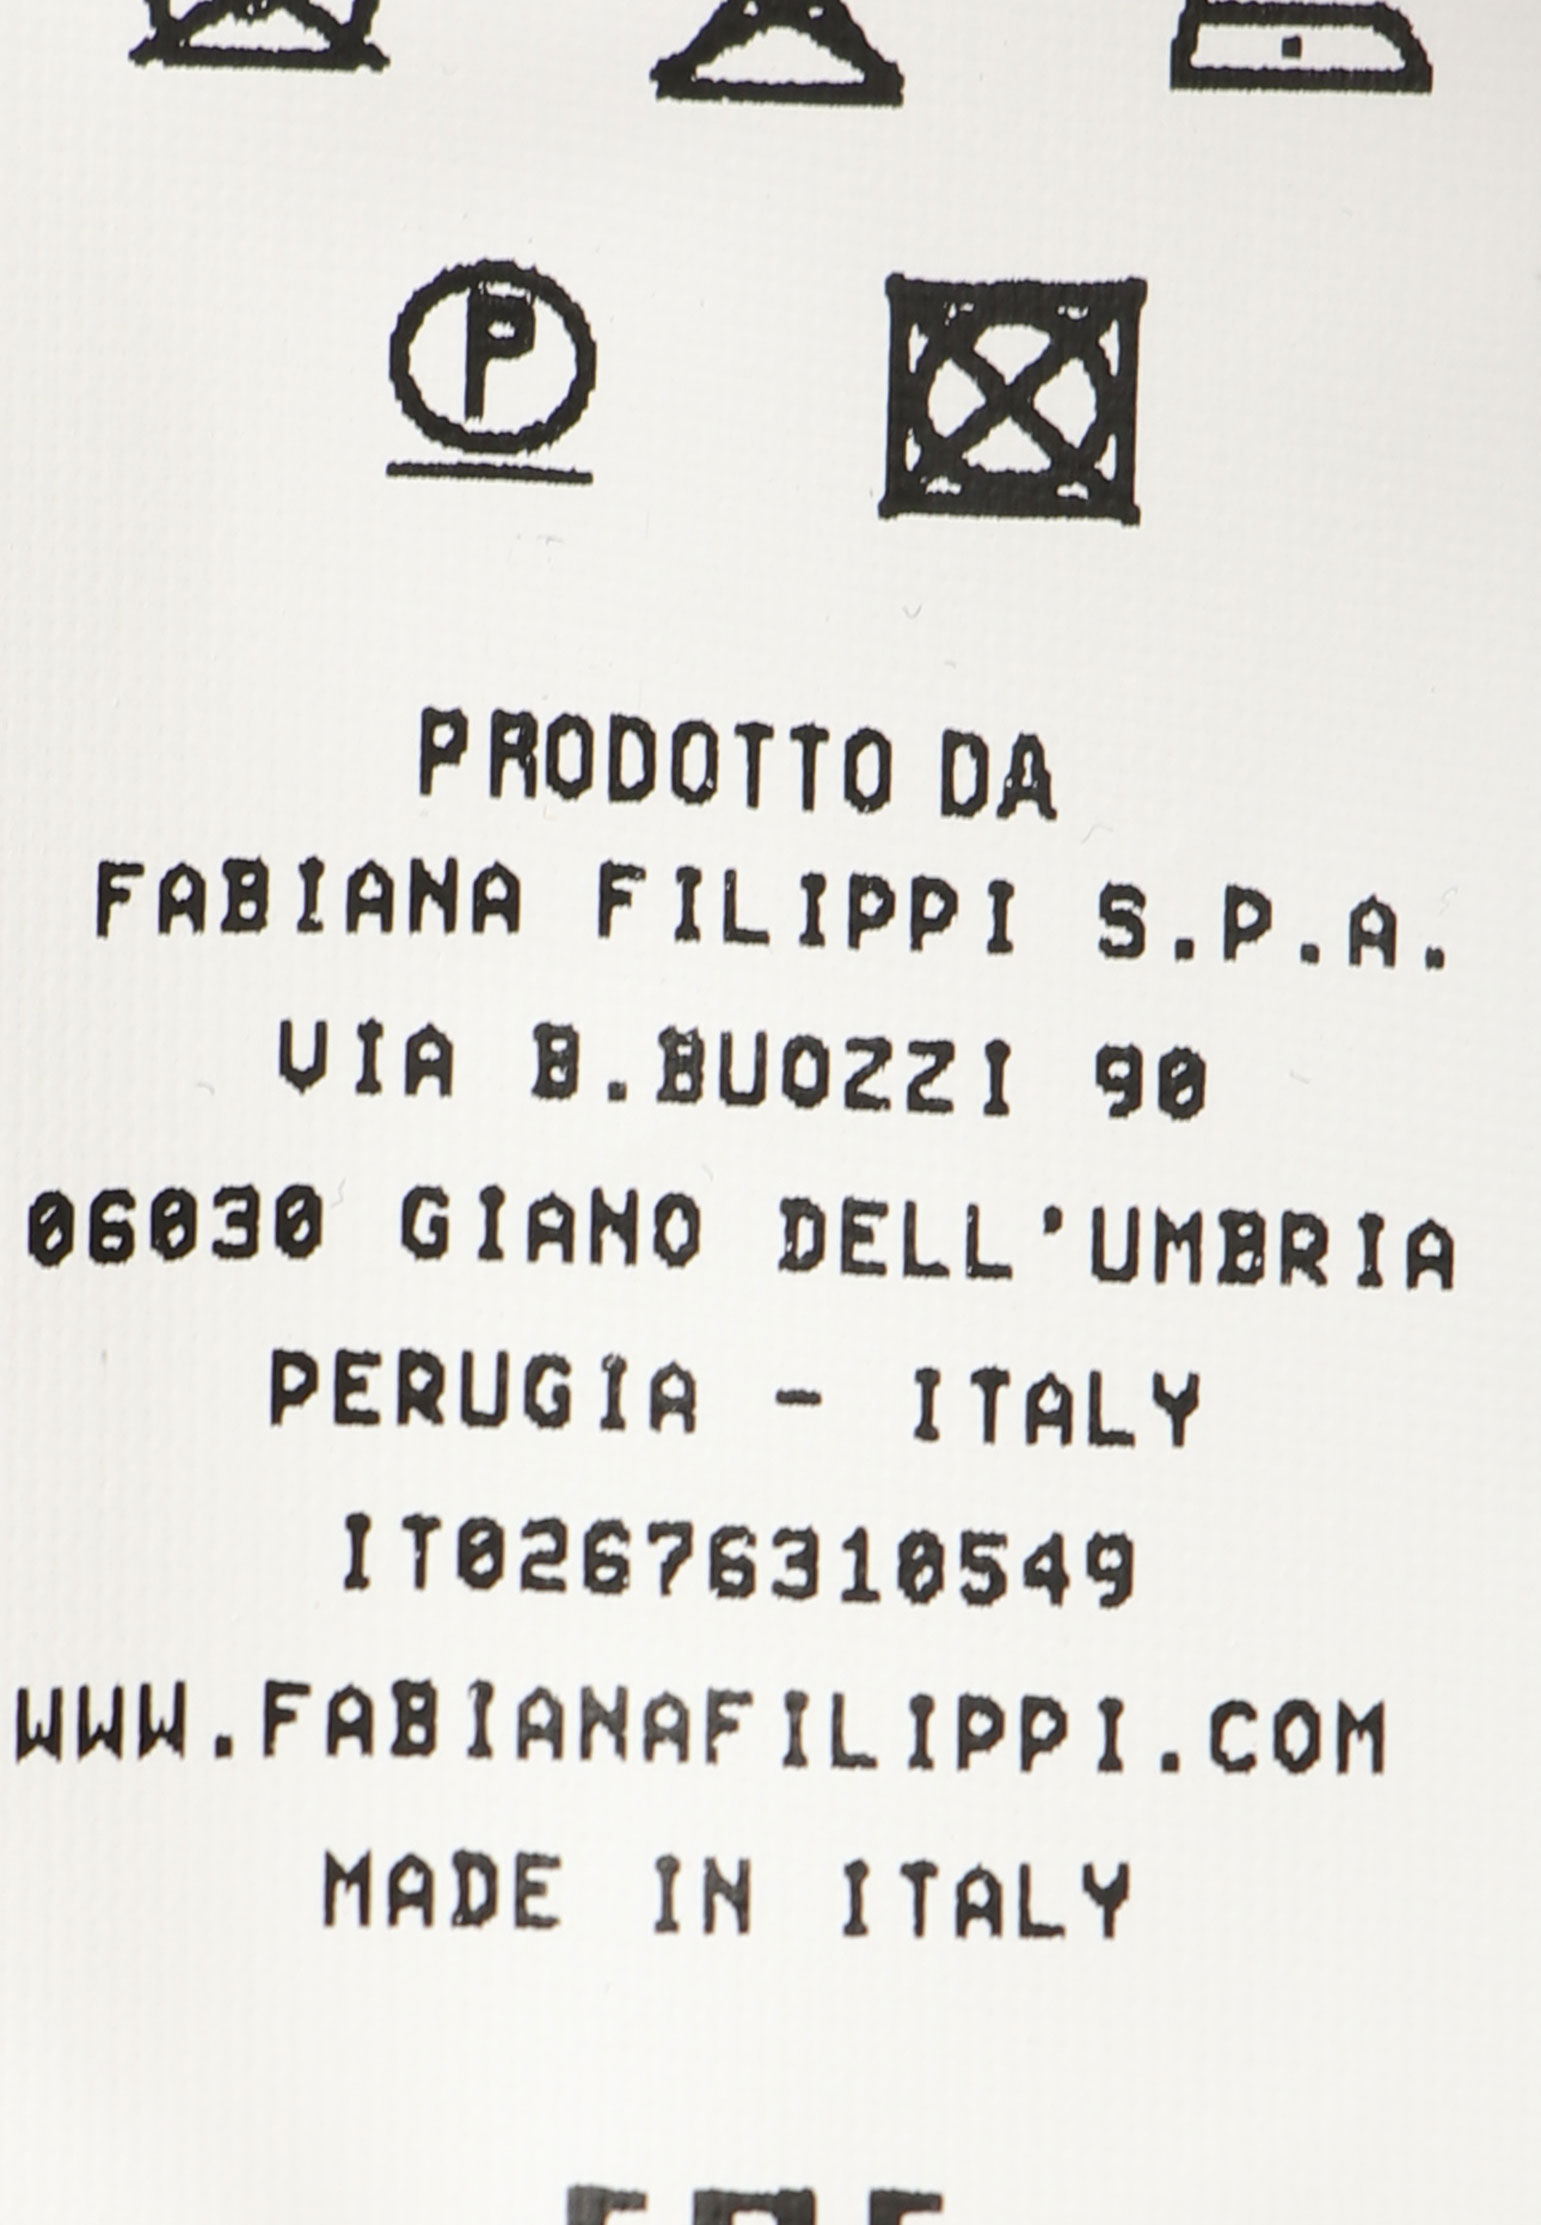 P
PRODOTTO DA
FABIANA FILIPPI S.P.A.
VIA B.BUOZZI 90
06030 GIANO DELL'UMBRIA
PERUGIA - ITALY
IT02676310549
WWW.FABIANAFILIPPI.COM
MADE IN ITALY